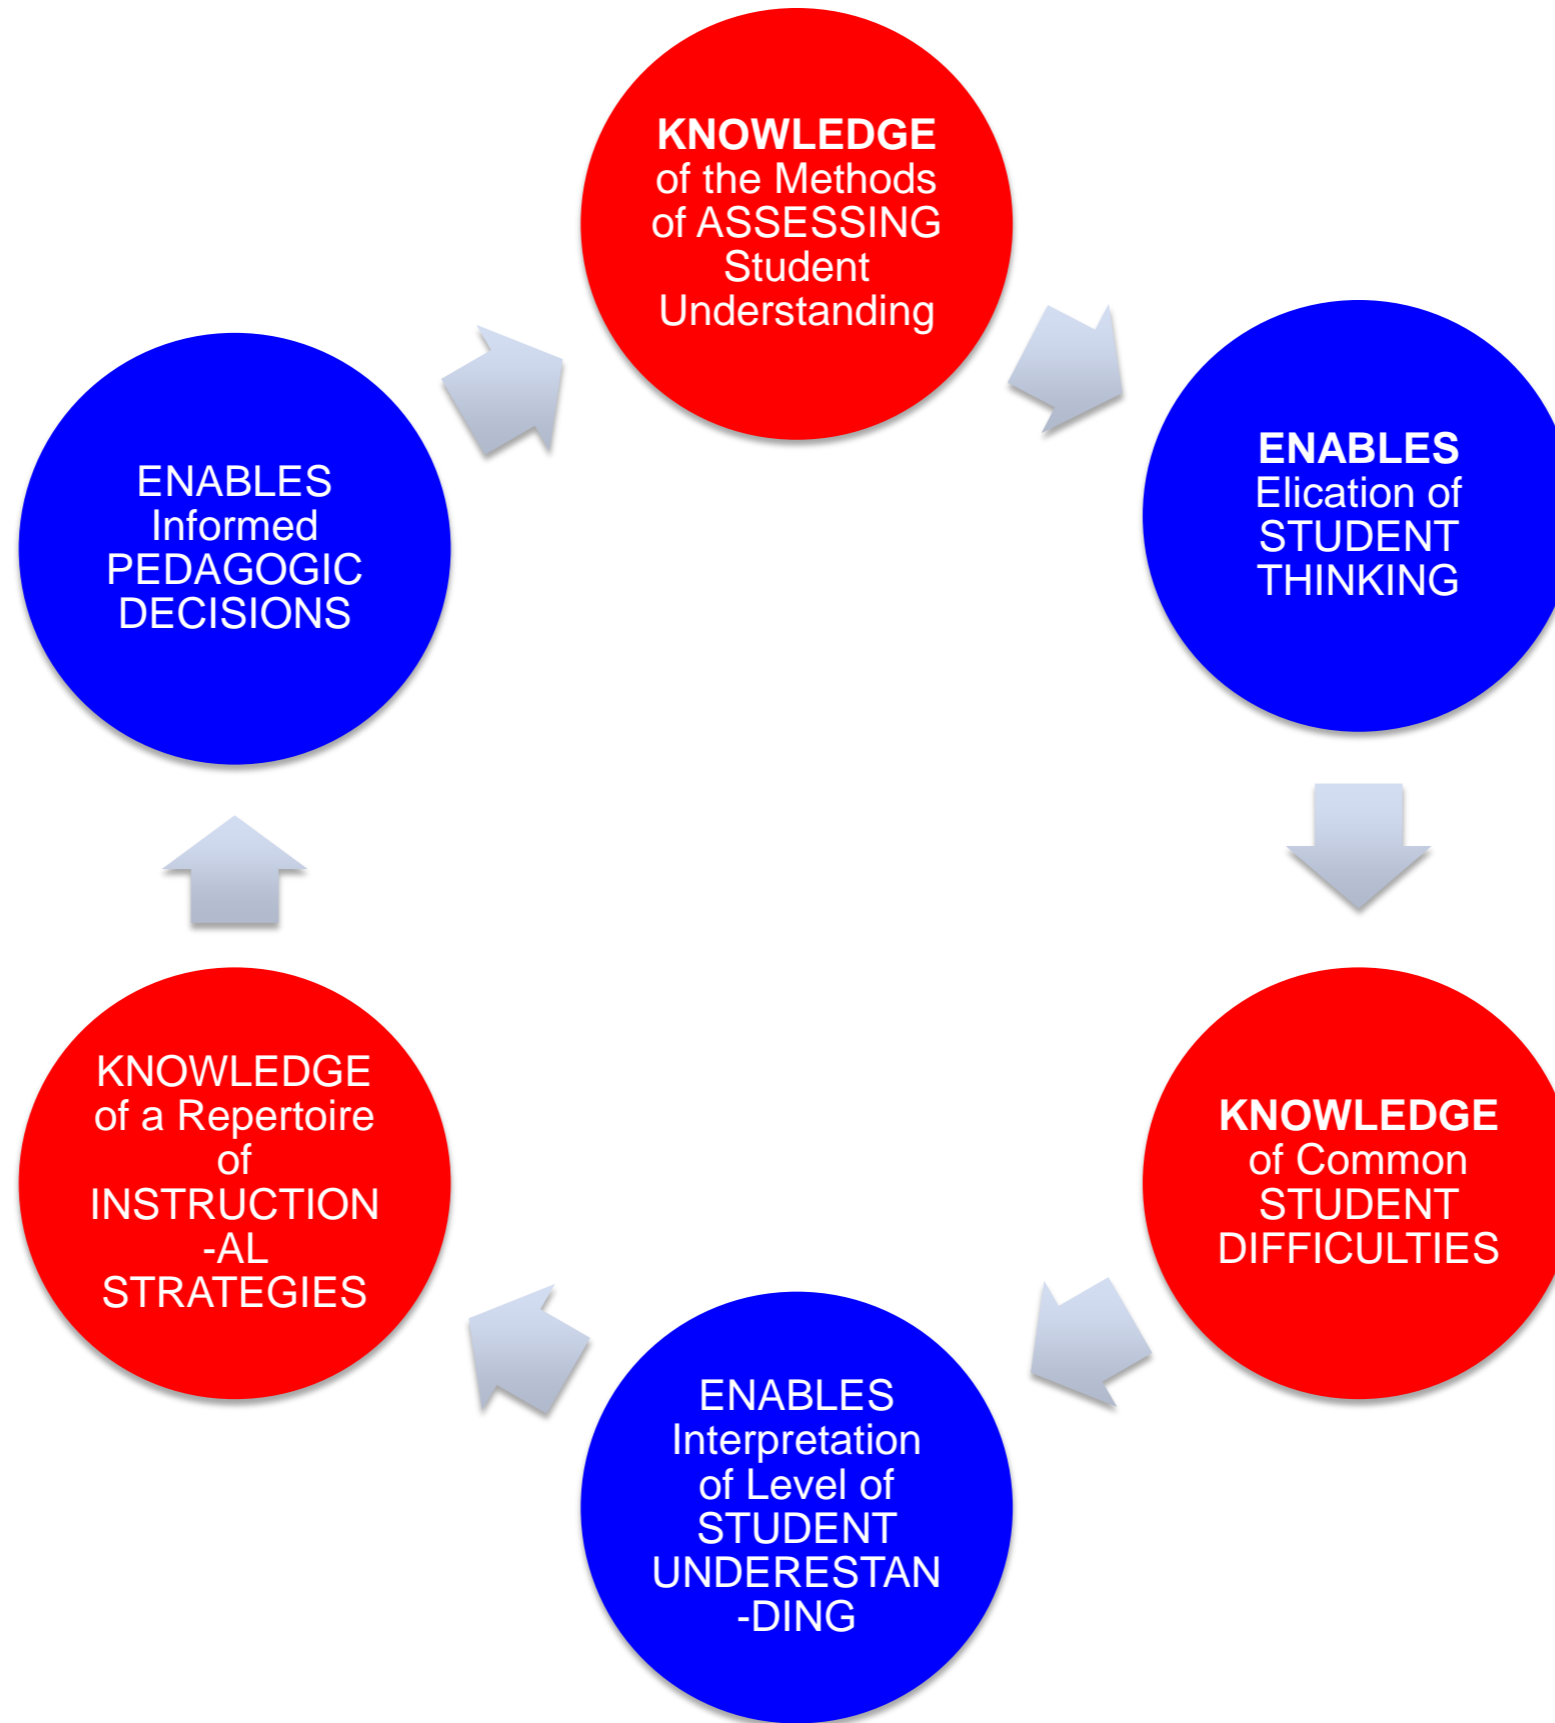 KNOWLEDGE
of the Methods
of ASSESSING
Student
Understanding
ENABLES
Elication of
STUDENT
THINKING
KNOWLEDGE
of Common
STUDENT
DIFFICULTIES
ENABLES
Interpretation
of Level of
STUDENT
UNDERESTAN
-DING
KNOWLEDGE
of a Repertoire
of
INSTRUCTION
-AL
STRATEGIES
ENABLES
Informed
PEDAGOGIC
DECISIONS